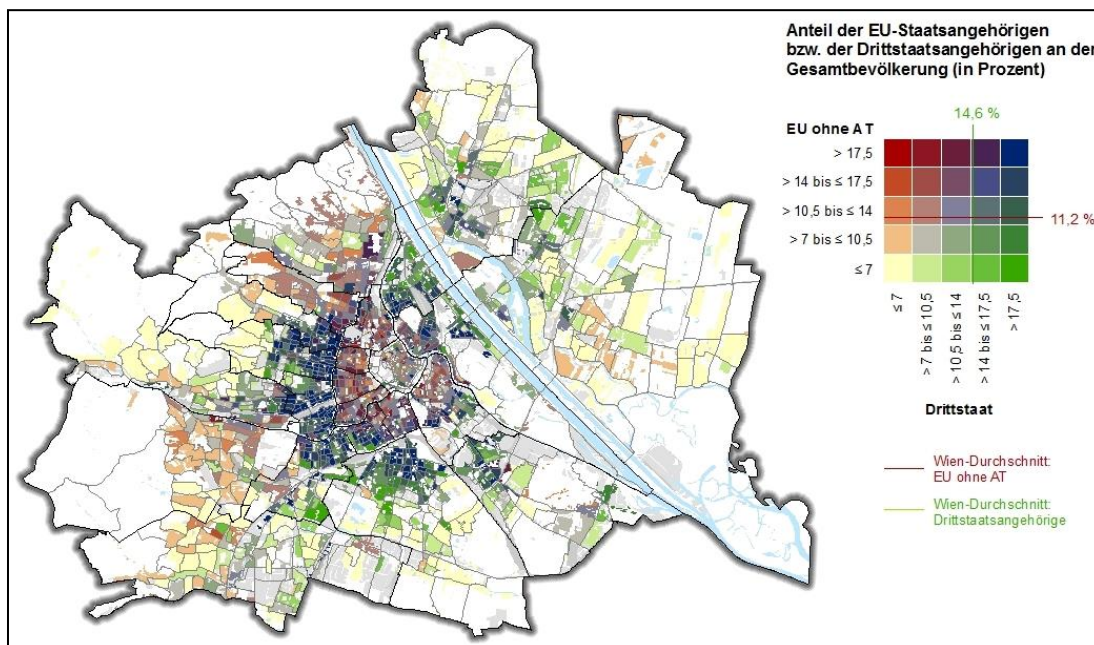 Anteil der EU-Staatsangehörigen
bzw. der Drittstaatsangehörigen an der
Gesamtbevölkerung (in Prozent)
14,6 %
EU ohne AT
> 17,5
> 14 bis ≤ 17,5
> 10,5 bis ≤ 14
11,2 %
> 7 bis ≤ 10,5
≤ 7
≤ 7
> 7 bis ≤ 10,5
> 10,5 bis ≤ 14
> 14 bis ≤ 17,5
> 17,5
Drittstaat
Wien-Durchschnitt:
EU ohne AT
Wien-Durchschnitt:
Drittstaatsangehörige